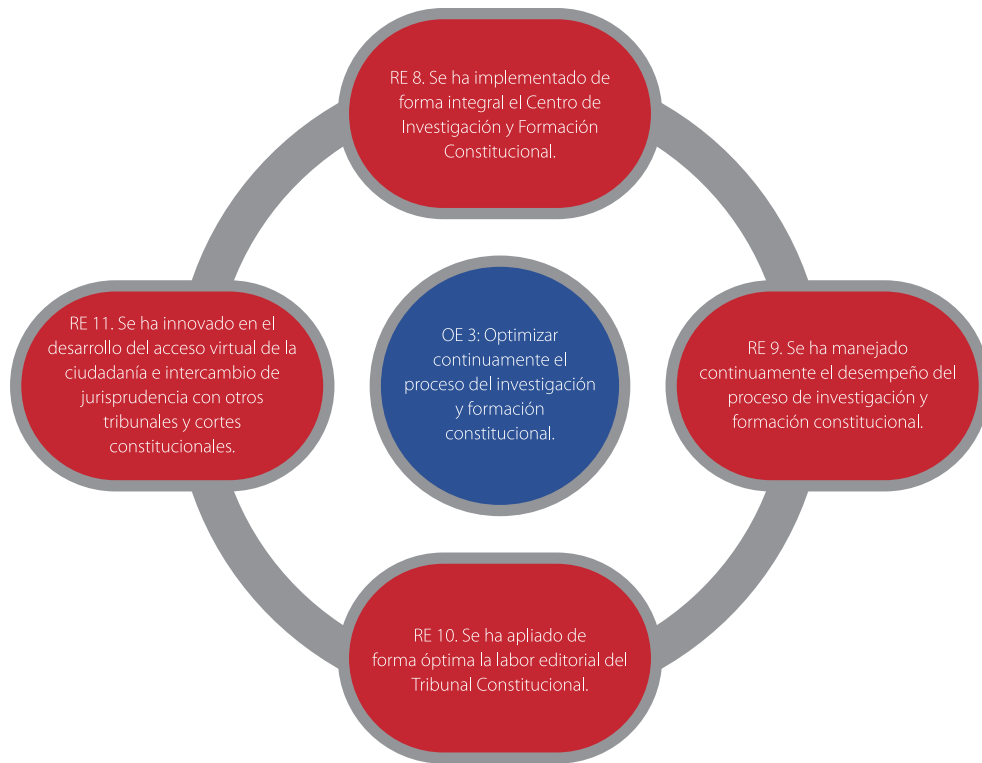 RE 8. Se ha implementado de
forma integral el Centro de
Investigación y Formación
Constitucional.
RE 11. Se ha innovado en el
desarrollo del acceso virtual de la
ciudadanía e intercambio de
jurisprudencia con otros
tribunales y cortes
constitucionales.
OE 3: Optimizar
continuamente el
proceso del investigación
y formación
constitucional.
RE 9. Se ha manejado
continuamente el desempeño del
proceso de investigación y
formación constitucional.
RE 10. Se ha apliado de
forma óptima la labor editorial del
Tribunal Constitucional.